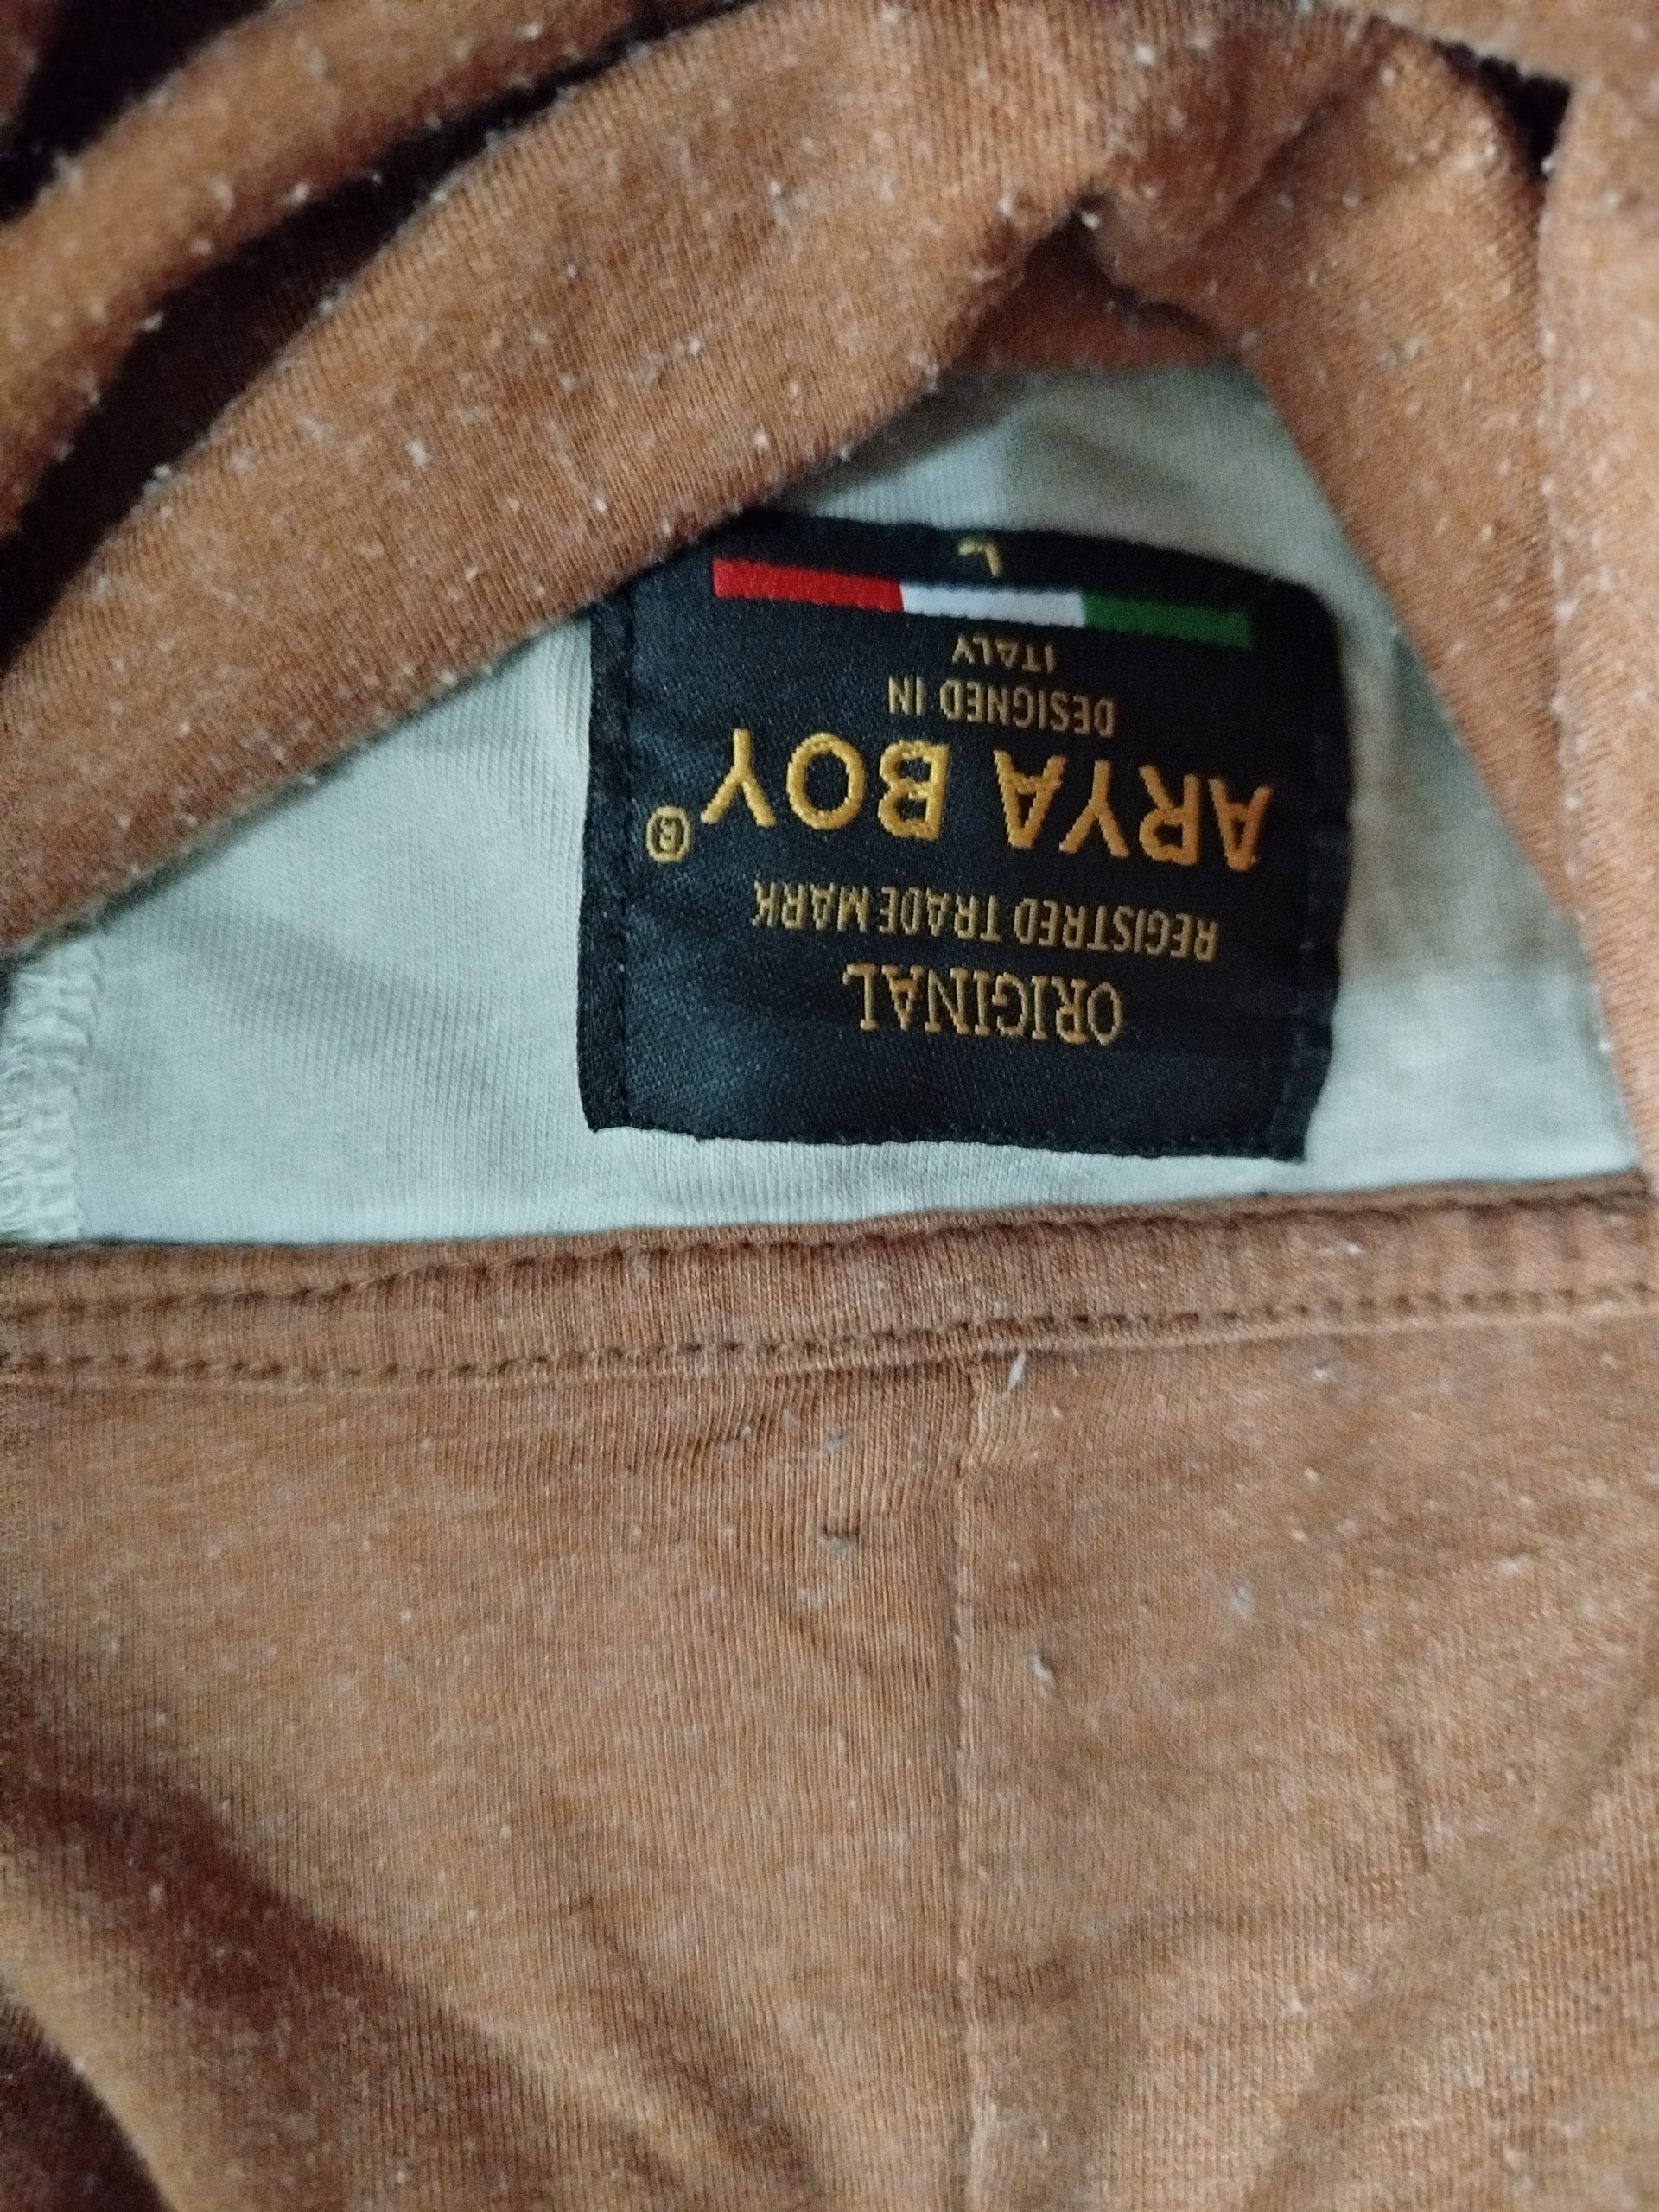 ORIGINAL
REGISTRED TRADE MARK
ARYA BOY®
DESIGNED IN
ITALY
L